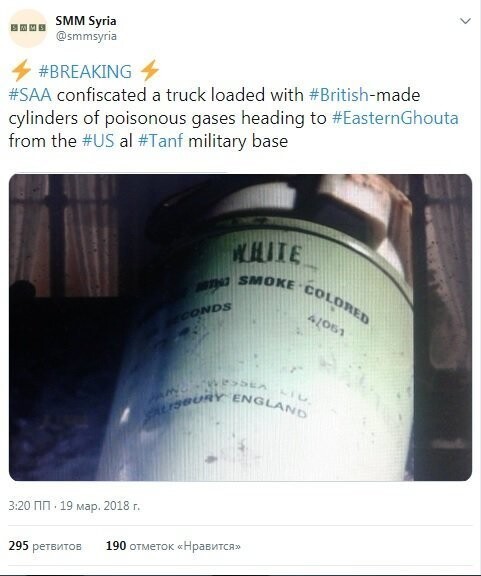 SMM Syria
@smmsyria
⚡ #BREAKING ⚡
#SAA confiscated a truck loaded with #British-made
cylinders of poisonous gases heading to #EasternGhouta
from the #US al #Tanf military base
WHITE
SMOKE COLORED
SECONDS
4/061
SALISBURY ENGLAND
3:20 ПП - 19 мар. 2018 г.
295 ретвитов 190 отметок «Нравится»